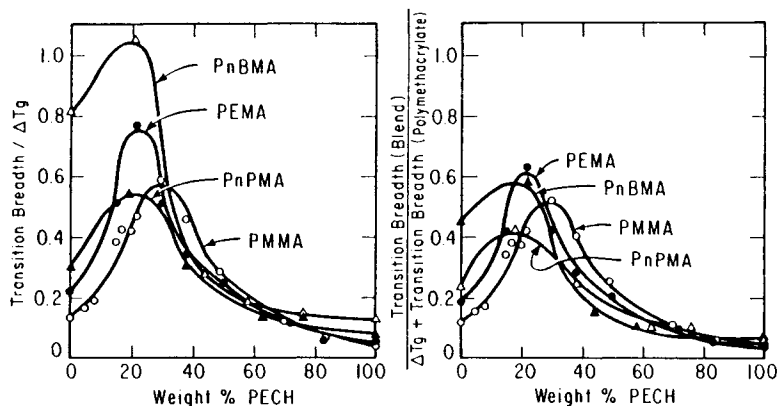 Transition Breadth / ΔTg
1.0
0.8
0.6
0.4
0.2
0
0
20
40
60
80
100
Weight % PECH
PnBMA
PEMA
PnPMA
PMMA
Transition Breadth (Blend)
ΔTg + Transition Breadth (Polymethacrylate)
1.0
0.8
0.6
0.4
0.2
0
0
20
40
60
80
100
Weight % PECH
PEMA
PnBMA
PMMA
PnPMA